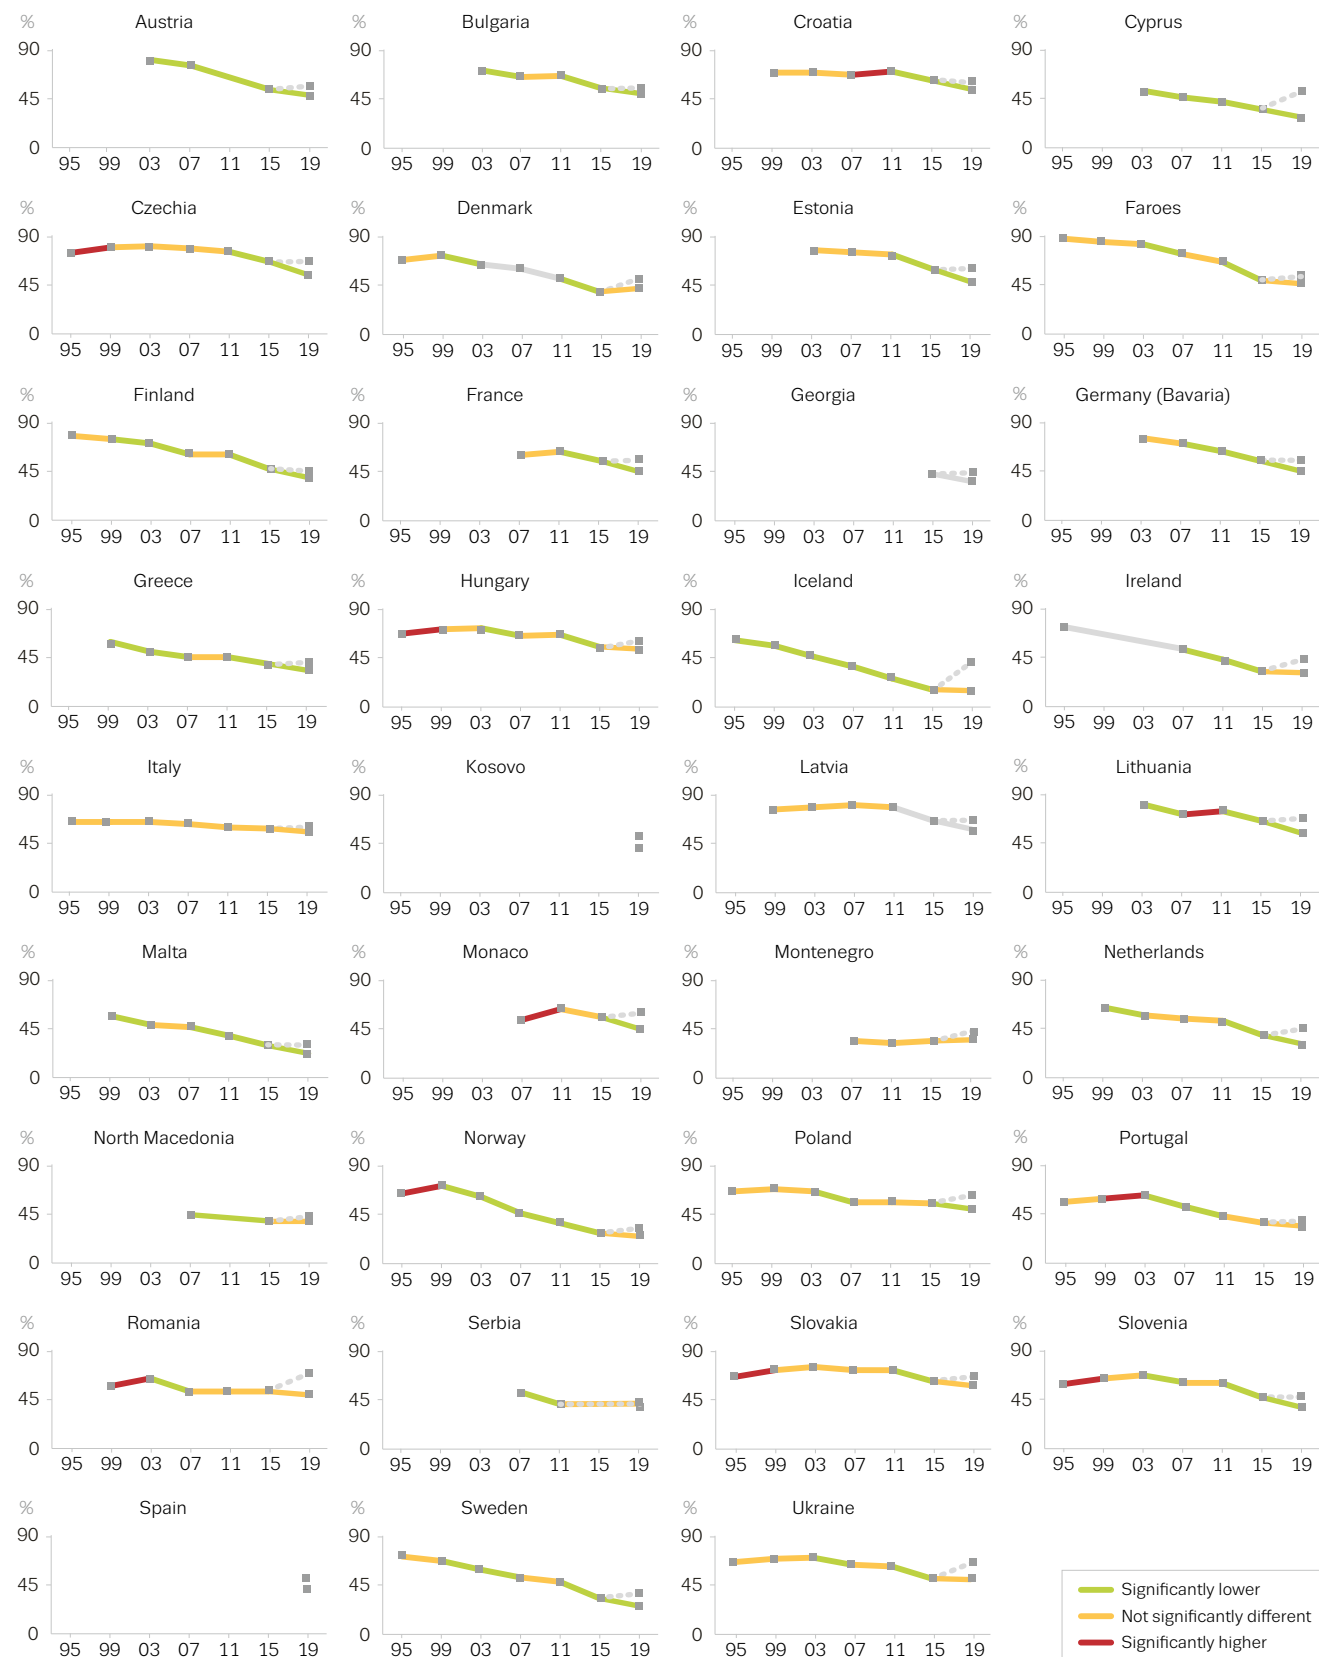 % Austria % Bulgaria % Croatia % Cyprus
90 90 90 90
45 45 45 45
0 0 0 0
95 99 03 07 11 15 19 95 99 03 07 11 15 19 95 99 03 07 11 15 19 95 99 03 07 11 15 19
% Czechia % Denmark % Estonia % Faroes
90 90 90 90
45 45 45 45
0 0 0 0
95 99 03 07 11 15 19 95 99 03 07 11 15 19 95 99 03 07 11 15 19 95 99 03 07 11 15 19
% Finland % France % Georgia % Germany (Bavaria)
90 90 90 90
45 45 45 45
0 0 0 0
95 99 03 07 11 15 19 95 99 03 07 11 15 19 95 99 03 07 11 15 19 95 99 03 07 11 15 19
% Greece % Hungary % Iceland % Ireland
90 90 90 90
45 45 45 45
0 0 0 0
95 99 03 07 11 15 19 95 99 03 07 11 15 19 95 99 03 07 11 15 19 95 99 03 07 11 15 19
% Italy % Kosovo % Latvia % Lithuania
90 90 90 90
45 45 45 45
0 0 0 0
95 99 03 07 11 15 19 95 99 03 07 11 15 19 95 99 03 07 11 15 19 95 99 03 07 11 15 19
% Malta % Monaco % Montenegro % Netherlands
90 90 90 90
45 45 45 45
0 0 0 0
95 99 03 07 11 15 19 95 99 03 07 11 15 19 95 99 03 07 11 15 19 95 99 03 07 11 15 19
% North Macedonia % Norway % Poland % Portugal
90 90 90 90
45 45 45 45
0 0 0 0
95 99 03 07 11 15 19 95 99 03 07 11 15 19 95 99 03 07 11 15 19 95 99 03 07 11 15 19
% Romania % Serbia % Slovakia % Slovenia
90 90 90 90
45 45 45 45
0 0 0 0
95 99 03 07 11 15 19 95 99 03 07 11 15 19 95 99 03 07 11 15 19 95 99 03 07 11 15 19
% Spain % Sweden % Ukraine
90 90 90
45 45 45
0 0 0
95 99 03 07 11 15 19 95 99 03 07 11 15 19 95 99 03 07 11 15 19
Significantly lower
Not significantly different
Significantly higher